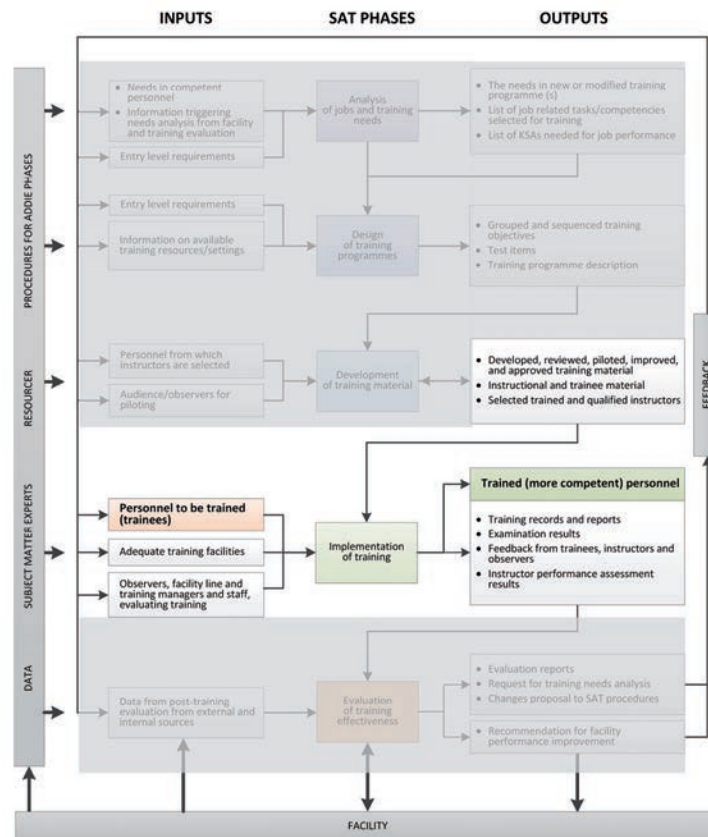 INPUTS
SAT PHASES
OUTPUTS
PROCEDURES FOR ADDIE PHASES
RESOURCER
SUBJECT MATTER EXPERTS
DATA
• Needs in competent
personnel
• Information triggering
needs analysis from facility
and training evaluation
Entry level requirements
Analysis
of jobs and training
needs
• The needs in new or modified training
programme (s)
• List of job related tasks/competencies
selected for training
• List of KSAs needed for job performance
Entry level requirements
Information on available
training resources/settings
Design
of training
programmes
• Grouped and sequenced training
objectives
• Test items
• Training programme description
Personnel from which
instructors are selected
Audience/observers for
piloting
Development
of training material
• Developed, reviewed, piloted, improved,
and approved training material
• Instructional and trainee material
• Selected trained and qualified instructors
FEEDBACK
Personnel to be trained
(trainees)
Adequate training facilities
Observers, facility line and
training managers and staff,
evaluating training
Implementation
of training
Trained (more competent) personnel
• Training records and reports
• Examination results
• Feedback from trainees, instructors and
observers
• Instructor performance assessment
results
Data from post-training
evaluation from external and
internal sources
Evaluation
of training
effectiveness
• Evaluation reports
• Request for training needs analysis
• Changes proposal to SAT procedures
• Recommendation for facility
performance improvement
FACILITY